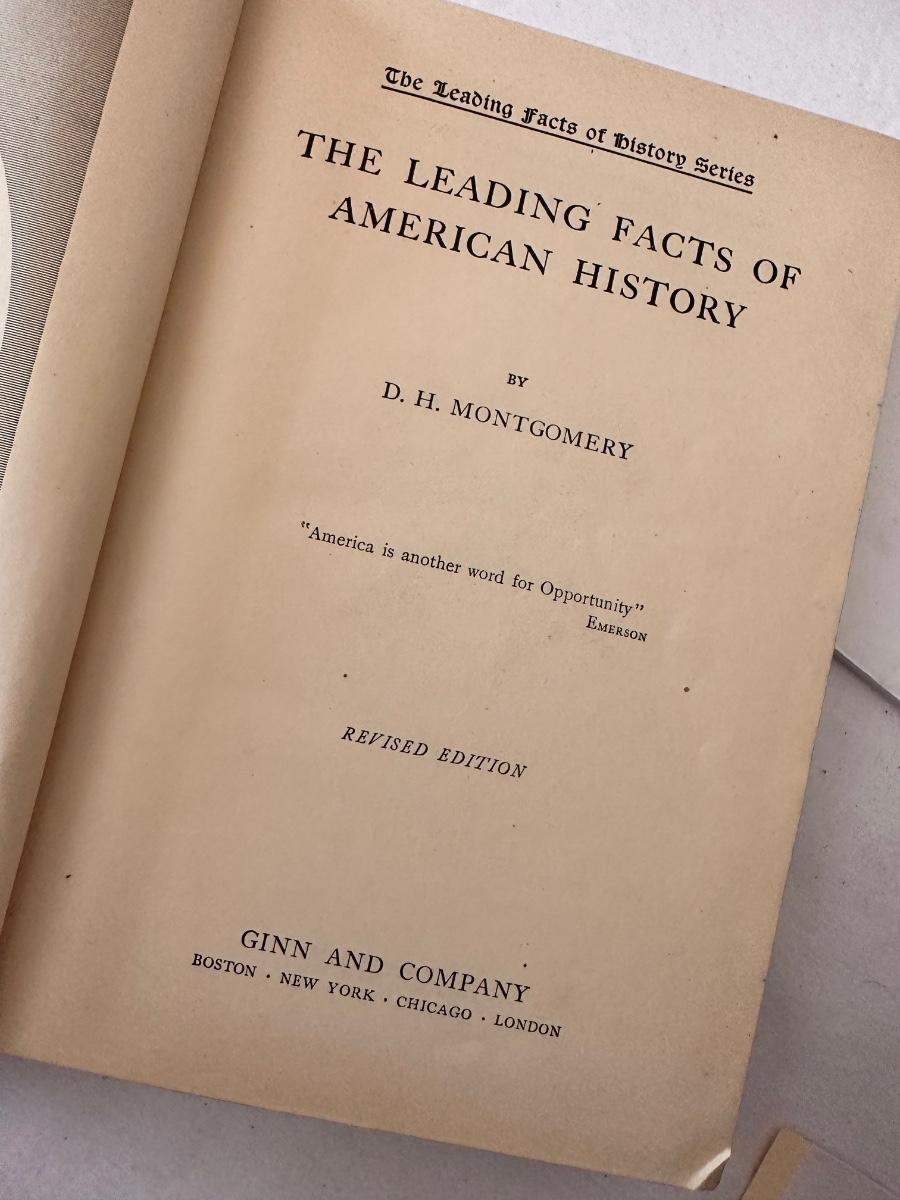 The Leading Facts of History Series
THE LEADING FACTS OF
AMERICAN HISTORY
BY
D. H. MONTGOMERY
"America is another word for Opportunity"
EMERSON
REVISED EDITION
GINN AND COMPANY
BOSTON · NEW YORK · CHICAGO · LONDON